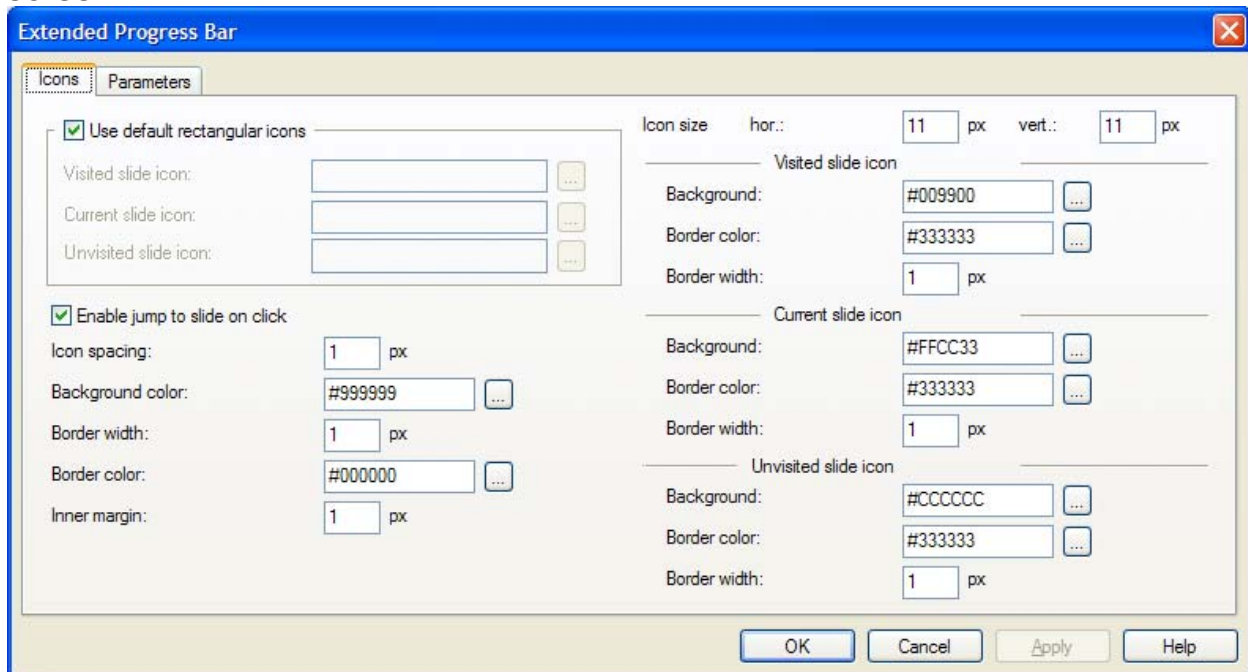 Extended Progress Bar
Icons
Parameters
Use default rectangular icons
Visited slide icon: ...
Current slide icon: ...
Unvisited slide icon: ...
Enable jump to slide on click
Icon spacing: 1 px
Background color: #999999 ...
Border width: 1 px
Border color: #000000 ...
Inner margin: 1 px
Icon size hor.: 11 px vert.: 11 px
Visited slide icon
Background: #009900 ...
Border color: #333333 ...
Border width: 1 px
Current slide icon
Background: #FFCC33 ...
Border color: #333333 ...
Border width: 1 px
Unvisited slide icon
Background: #CCCCCC ...
Border color: #333333 ...
Border width: 1 px
OK Cancel Apply Help